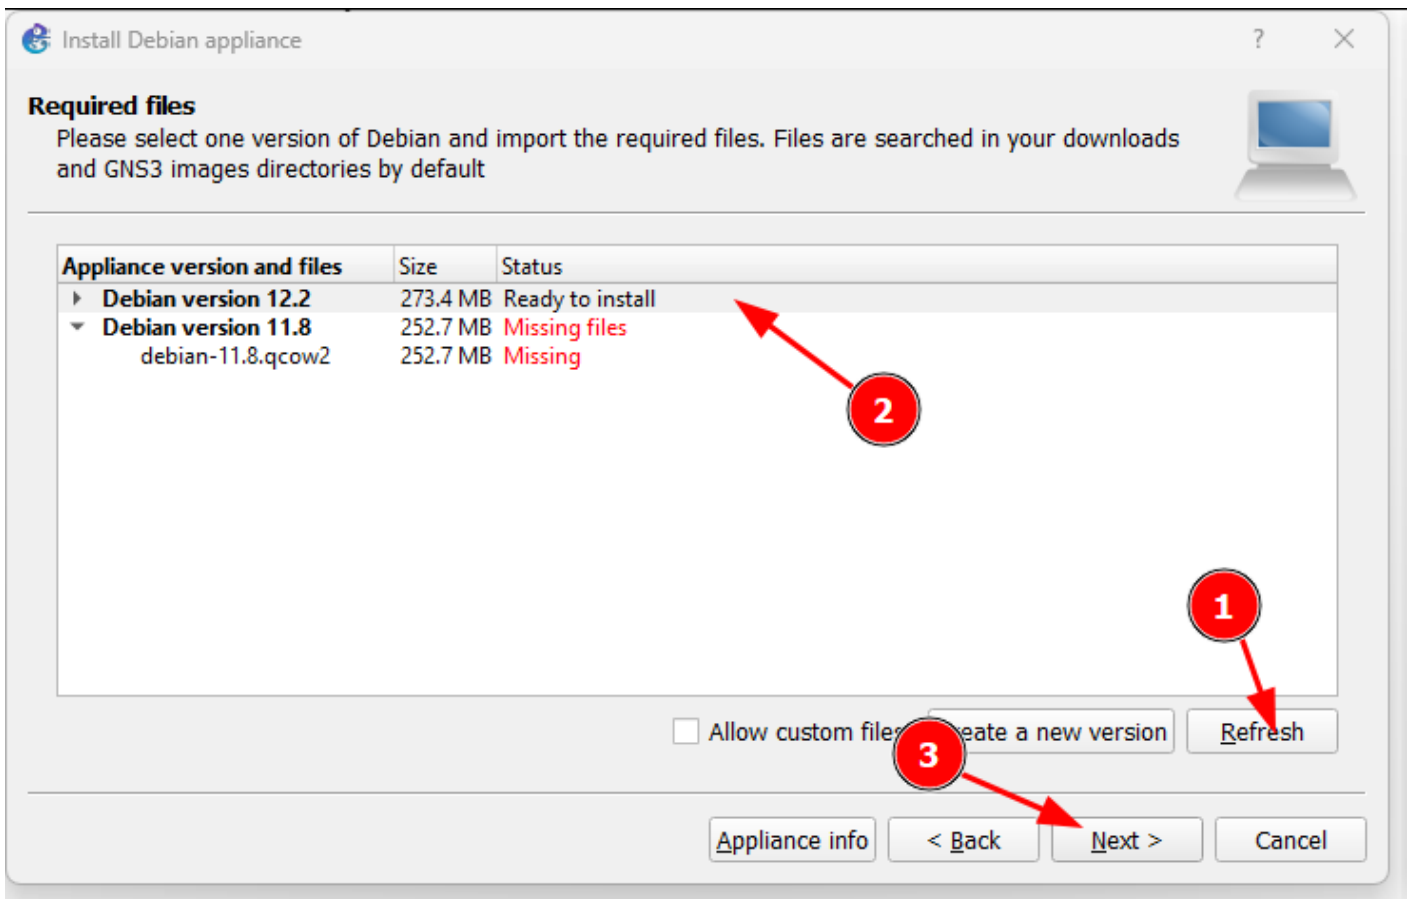 Install Debian appliance
?
Required files
Please select one version of Debian and import the required files. Files are searched in your downloads
and GNS3 images directories by default
Appliance version and files Size Status
Debian version 12.2 273.4 MB Ready to install
Debian version 11.8 252.7 MB Missing files
debian-11.8.qcow2 252.7 MB Missing
2
1
Allow custom files eate a new version Refresh
3
Appliance info < Back Next > Cancel